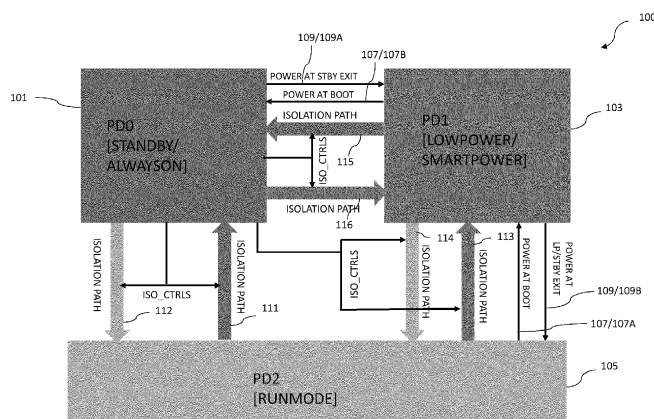 100
109/109A
107/107B
POWER AT STBY EXIT
POWER AT BOOT
101
103
ISOLATION PATH
PD0
[STANDBY/
ALWAYSON]
PD1
[LOWPOWER/
SMARTPOWER]
115
ISO_CTRLS
ISOLATION PATH
116
114
113
ISOLATION PATH
ISO_CTRLS
ISOLATION PATH
ISO_CTRLS
ISOLATION PATH
ISOLATION PATH
POWER AT BOOT
POWER AT
LP/STBY EXIT
109/109B
107/107A
112
111
105
PD2
[RUNMODE]